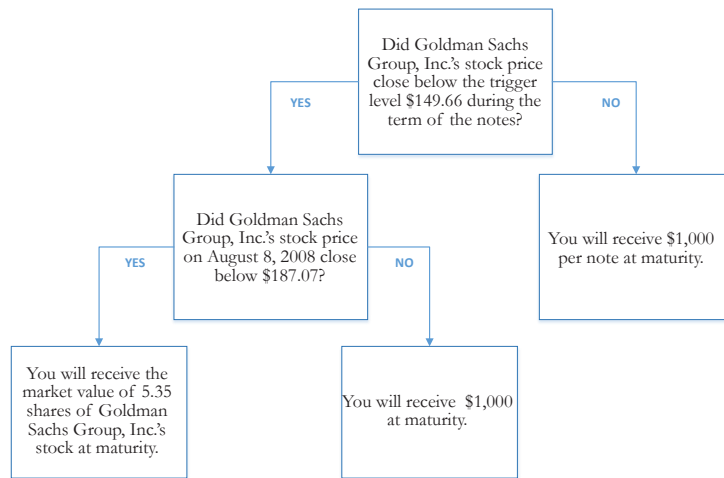 Did Goldman Sachs
Group, Inc.'s stock price
close below the trigger
level $149.66 during the
term of the notes?
YES
NO
Did Goldman Sachs
Group, Inc.'s stock price
on August 8, 2008 close
below $187.07?
You will receive $1,000
per note at maturity.
YES
NO
You will receive the
market value of 5.35
shares of Goldman
Sachs Group, Inc.'s
stock at maturity.
You will receive $1,000
at maturity.